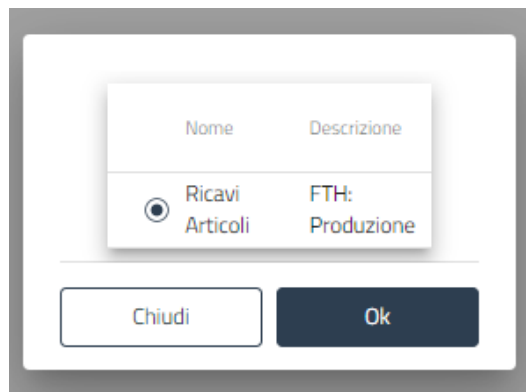 Nome Descrizione
Ricavi FTH:
Articoli Produzione
Chiudi Ok